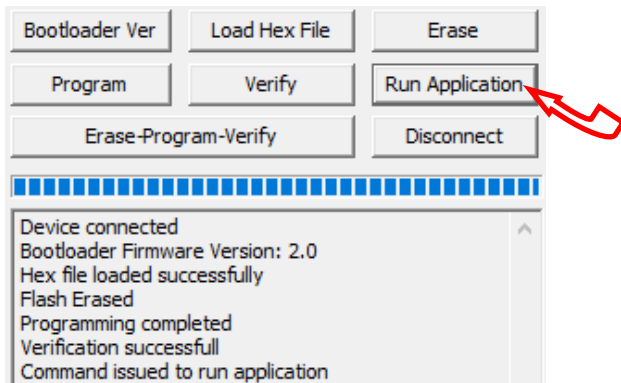 Bootloader Ver Load Hex File Erase
Program Verify Run Application
Erase-Program-Verify Disconnect
Device connected
Bootloader Firmware Version: 2.0
Hex file loaded successfully
Flash Erased
Programming completed
Verification successfull
Command issued to run application